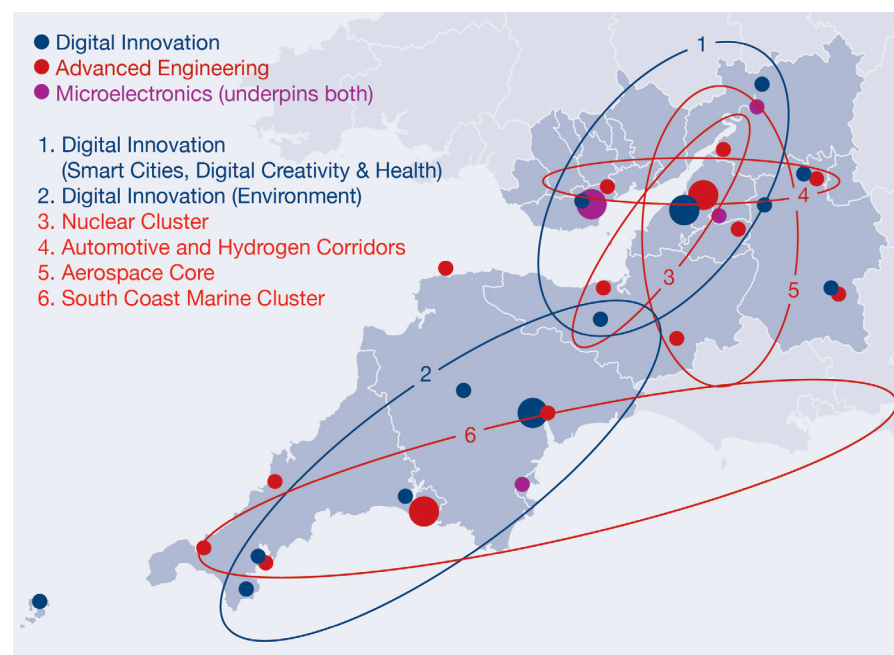 Digital Innovation
Advanced Engineering
Microelectronics (underpins both)
1. Digital Innovation
(Smart Cities, Digital Creativity & Health)
2. Digital Innovation (Environment)
3. Nuclear Cluster
4. Automotive and Hydrogen Corridors
5. Aerospace Core
6. South Coast Marine Cluster
1
4
3
5
2
6